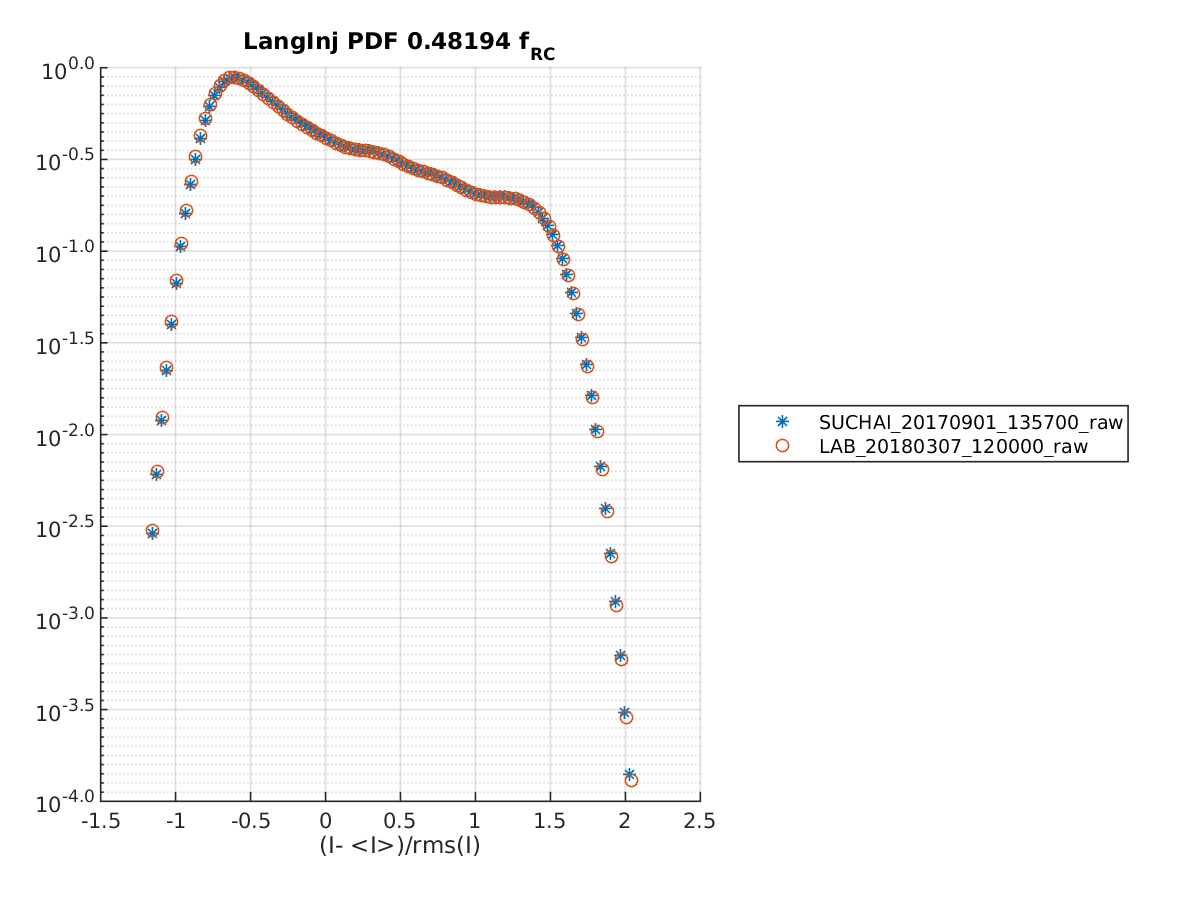 LangInj PDF 0.48194 f_RC
10^0.0
10^-0.5
10^-1.0
10^-1.5
10^-2.0
10^-2.5
10^-3.0
10^-3.5
10^-4.0
-1.5 -1 -0.5 0 0.5 1 1.5 2 2.5
(I- <I>)/rms(I)
SUCHAI_20170901_135700_raw
LAB_20180307_120000_raw